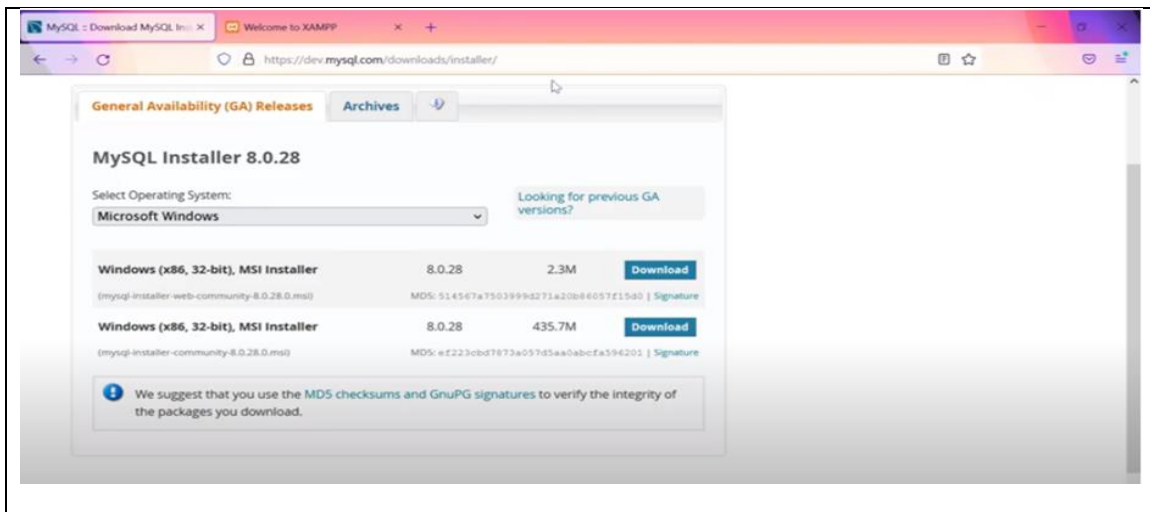 MySQL :: Download MySQL Ins
Welcome to XAMPP
https://dev.mysql.com/downloads/installer/
General Availability (GA) Releases
Archives
MySQL Installer 8.0.28
Select Operating System:
Looking for previous GA
versions?
Microsoft Windows
Windows (x86, 32-bit), MSI Installer 8.0.28 2.3M Download
(mysql-installer-web-community-8.0.28.0.msi) MD5: | Signature
Windows (x86, 32-bit), MSI Installer 8.0.28 435.7M Download
(mysql-installer-community-8.0.28.0.msi) MD5: | Signature
We suggest that you use the MD5 checksums and GnuPG signatures to verify the integrity of
the packages you download.